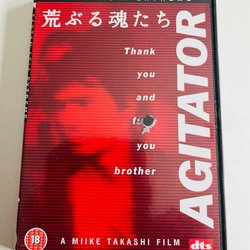 荒ぶる魂たち
Thank
you
and
you
brother
AGITATOR
18
A MIIKE TAKASHI FILM
dts